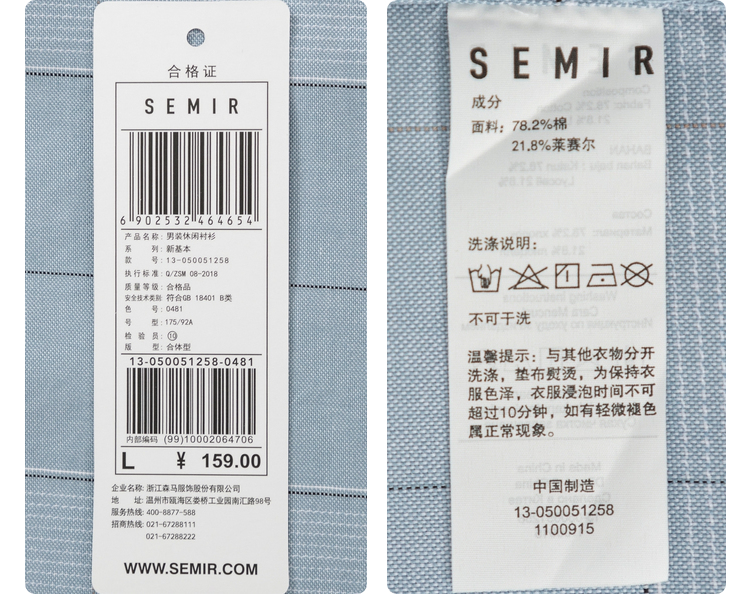 合格证
SEMIR
6 902532 464654
产品名称: 男装休闲衬衫
系 列: 新基本
款 号: 13-050051258
执行标准: Q/ZSM 08-2018
质量等级: 合格品
安全技术类别: 符合GB 18401 B类
色 号: 0481
号 型: 175/92A
检 验 员: ⑩
版 型: 合体型
13-050051258-0481
内部编码 (99)10002064706
L ¥ 159.00
企业名称: 浙江森马服饰股份有限公司
地 址: 温州市瓯海区娄桥工业园南汇路98号
服务热线: 400-8877-588
招商热线: 021-67288111
021-67288222
WWW.SEMIR.COM
SEMIR
成分
面料: 78.2%棉
21.8%莱赛尔
洗涤说明:
不可干洗
温馨提示: 与其他衣物分开
洗涤, 垫布熨烫, 为保持衣
服色泽, 衣服浸泡时间不可
超过10分钟, 如有轻微褪色
属正常现象。
中国制造
13-050051258
1100915